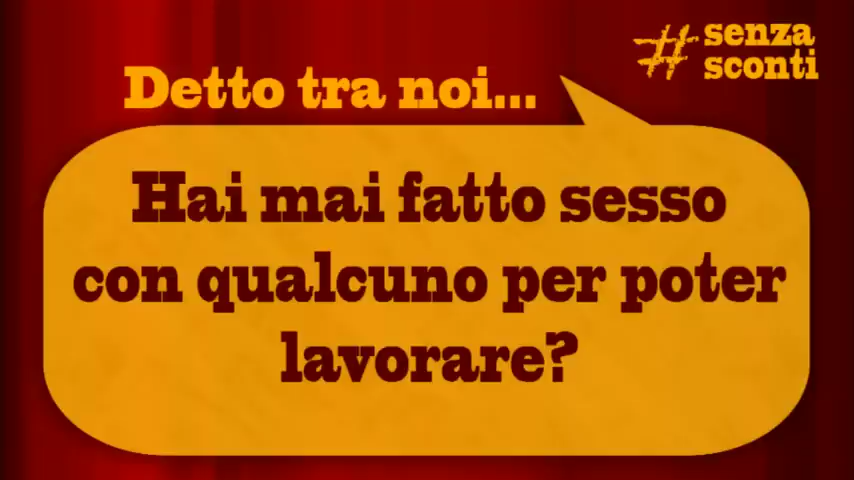 #senza
sconti
Detto tra noi...
Hai mai fatto sesso
con qualcuno per poter
lavorare?